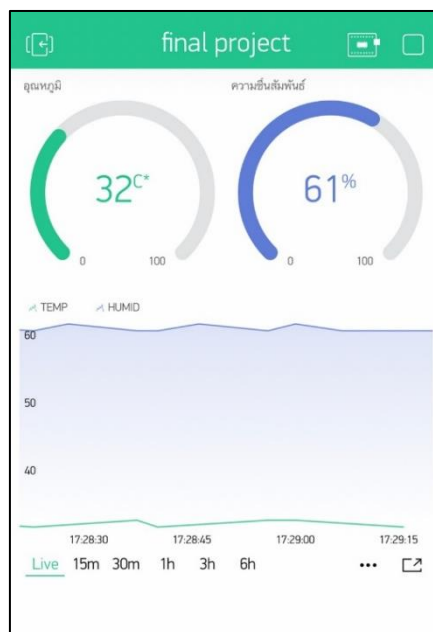 final project
อุณหภูมิ ความชื้นสัมพันธ์
32C* 61%
0 100 0 100
TEMP HUMID
60
50
40
17:28:30 17:28:45 17:29:00 17:29:15
Live 15m 30m 1h 3h 6h